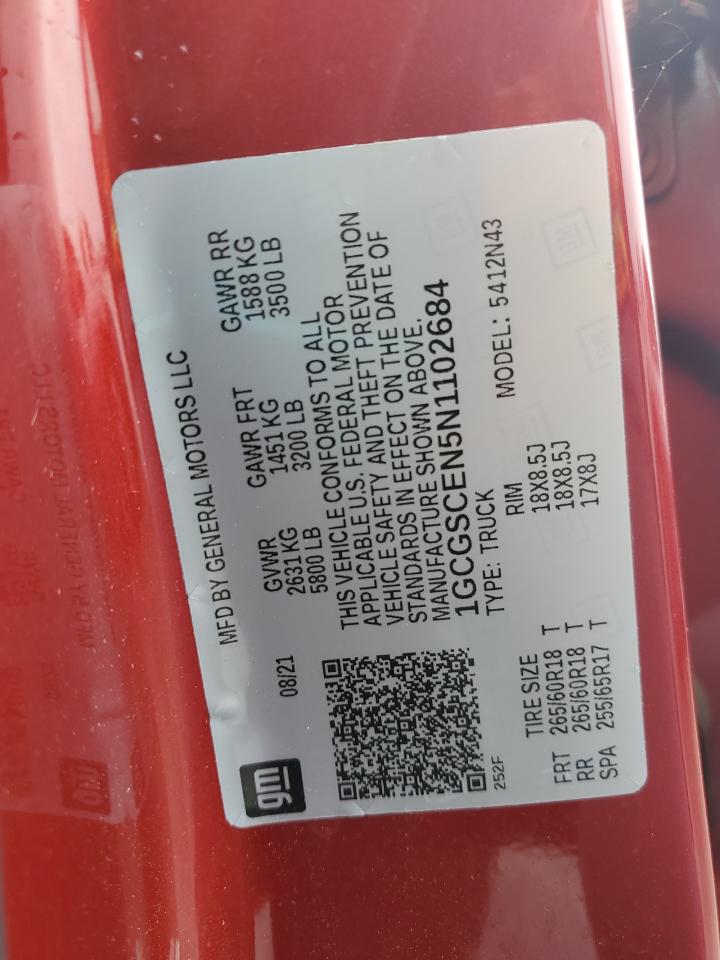 gm
MFD BY GENERAL MOTORS LLC
08/21
GVWR GAWR FRT GAWR RR
2631KG 1451 KG 1588 KG
5800 LB 3200 LB 3500 LB
THIS VEHICLE CONFORMS TO ALL
APPLICABLE U.S. FEDERAL MOTOR
VEHICLE SAFETY AND THEFT PREVENTION
STANDARDS IN EFFECT ON THE DATE OF
MANUFACTURE SHOWN ABOVE.
1GCGSCEN5N1102684
252F
TYPE: TRUCK MODEL: 5412N43
TIRE SIZE RIM
FRT 265/60R18 T 18X8.5J
RR 265/60R18 T 18X8.5J
SPA 255/65R17 T 17X8J